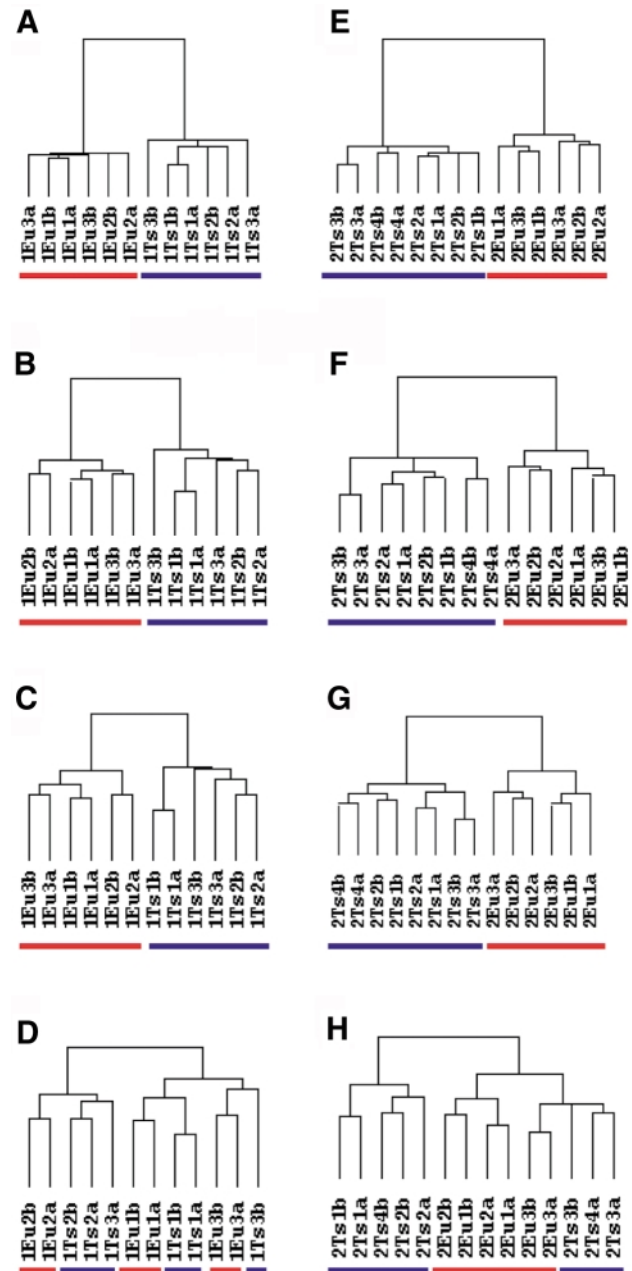 A
1Eu3a 1Eu1b 1Eu1a 1Eu3b 1Eu2b 1Eu2a 1Ts3b 1Ts1b 1Ts1a 1Ts2b 1Ts2a 1Ts3a
E
2Ts3b 2Ts3a 2Ts4b 2Ts4a 2Ts2a 2Ts1a 2Ts2b 2Ts1b 2Eu1a 2Eu3b 2Eu1b 2Eu3a 2Eu2b 2Eu2a
B
1Eu2b 1Eu2a 1Eu1b 1Eu1a 1Eu3b 1Eu3a 1Ts3b 1Ts1b 1Ts1a 1Ts3a 1Ts2b 1Ts2a
F
2Ts3b 2Ts3a 2Ts2a 2Ts1a 2Ts2b 2Ts1b 2Ts4b 2Ts4a 2Eu3a 2Eu2b 2Eu2a 2Eu1a 2Eu3b 2Eu1b
C
1Eu3b 1Eu3a 1Eu1b 1Eu1a 1Eu2b 1Eu2a 1Ts1b 1Ts1a 1Ts3b 1Ts3a 1Ts2b 1Ts2a
G
2Ts4b 2Ts4a 2Ts2b 2Ts1b 2Ts2a 2Ts1a 2Ts3b 2Ts3a 2Eu3a 2Eu2b 2Eu2a 2Eu3b 2Eu1b 2Eu1a
D
1Eu2b 1Eu2a 1Ts2b 1Ts2a 1Ts3a 1Eu1b 1Eu1a 1Ts1b 1Ts1a 1Eu3b 1Eu3a 1Ts3b
H
2Ts1b 2Ts1a 2Ts4b 2Ts2b 2Ts2a 2Eu2b 2Eu1b 2Eu2a 2Eu1a 2Eu3b 2Eu3a 2Ts3b 2Ts4a 2Ts3a